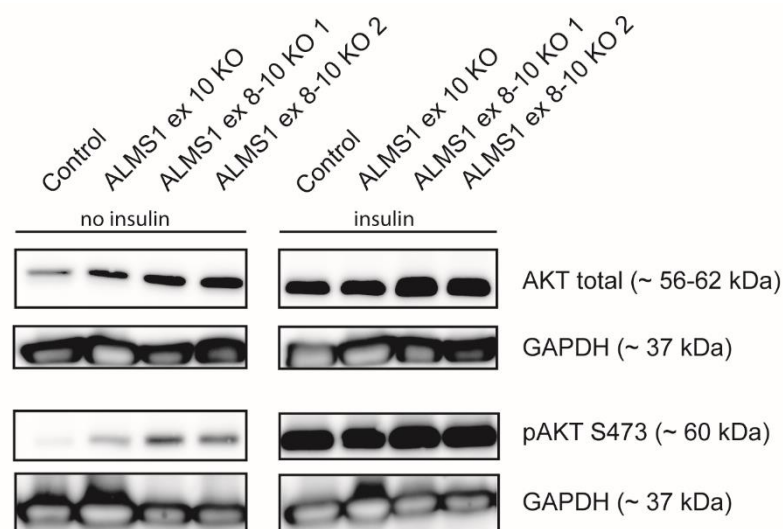 Control
ALMS1 ex 10 KO
ALMS1 ex 8-10 KO 1
ALMS1 ex 8-10 KO 2
Control
ALMS1 ex 10 KO
ALMS1 ex 8-10 KO 1
ALMS1 ex 8-10 KO 2
no insulin
insulin
AKT total (~ 56-62 kDa)
GAPDH (~ 37 kDa)
pAKT S473 (~ 60 kDa)
GAPDH (~ 37 kDa)